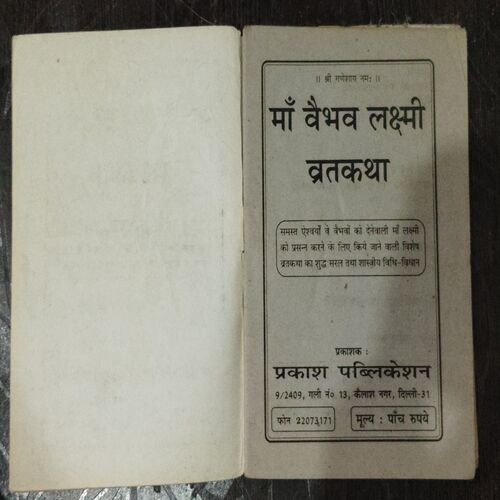 ।। श्री गणेशाय नमः ।।
माँ वैभव लक्ष्मी
व्रतकथा
समस्त ऐश्वर्यों वे वैभवों को देनेवाली माँ लक्ष्मी
को प्रसन्न करने के लिए किये जाने वाली विशेष
व्रतकथा का शुद्ध सरल तथा शास्त्रीय विधि-विधान
प्रकाशक :
प्रकाश पब्लिकेशन
9/2409, गली नं० 13, कैलाश नगर, दिल्ली-31
फोन 22073171
मूल्य : पाँच रुपये